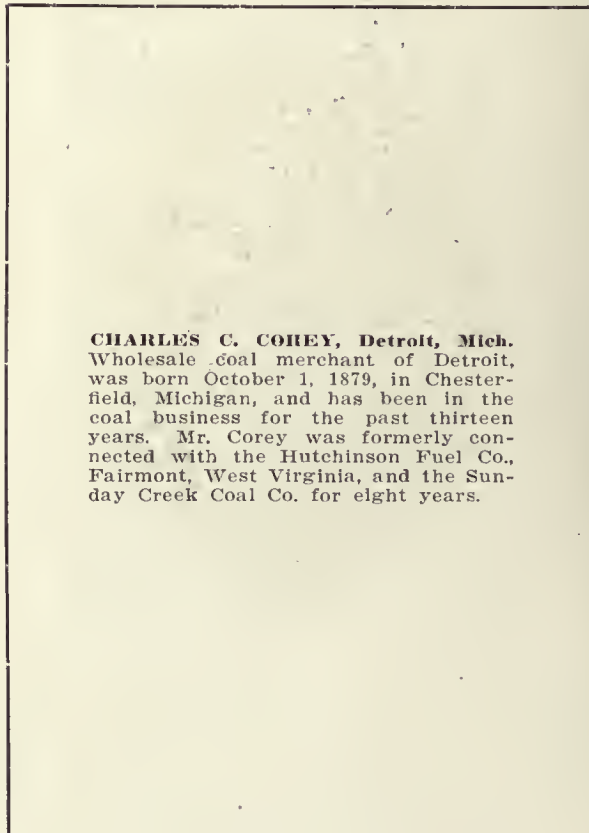 CHARLES C. COREY, Detroit, Mich.
Wholesale coal merchant of Detroit,
was born October 1, 1879, in Chester-
field, Michigan, and has been in the
coal business for the past thirteen
years. Mr. Corey was formerly con-
nected with the Hutchinson Fuel Co.,
Fairmont, West Virginia, and the Sun-
day Creek Coal Co. for eight years.